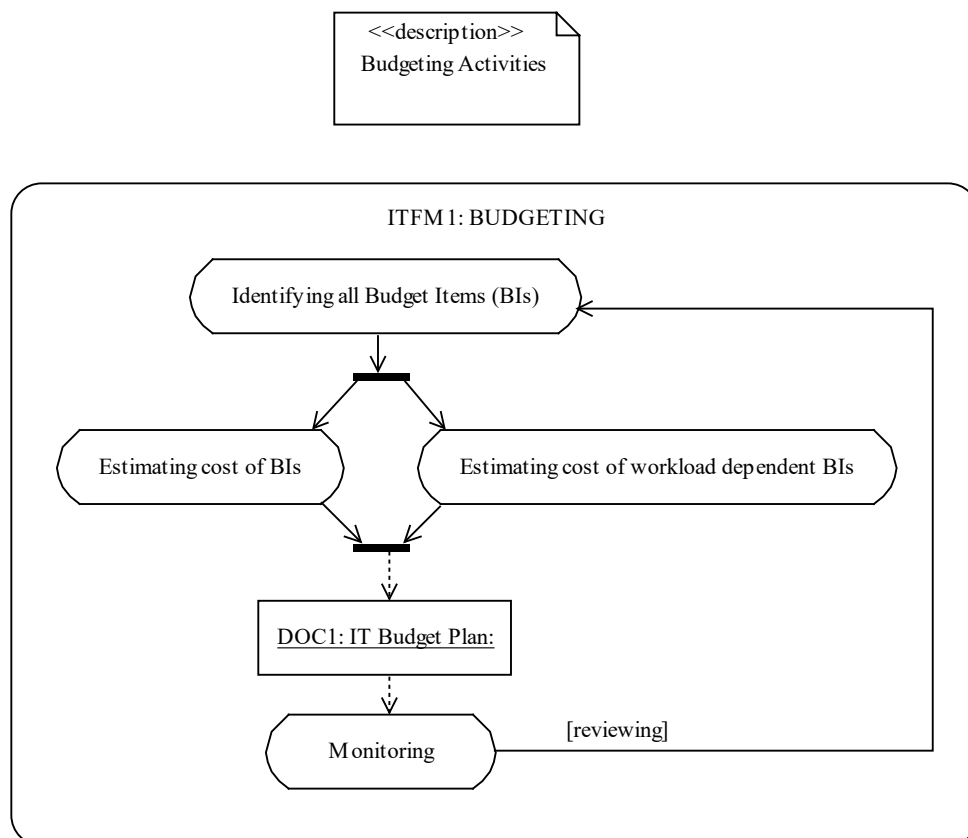 <<description>>
Budgeting Activities
ITFM1: BUDGETING
Identifying all Budget Items (BIs)
Estimating cost of BIs
Estimating cost of workload dependent BIs
DOC1: IT Budget Plan:
Monitoring
[reviewing]